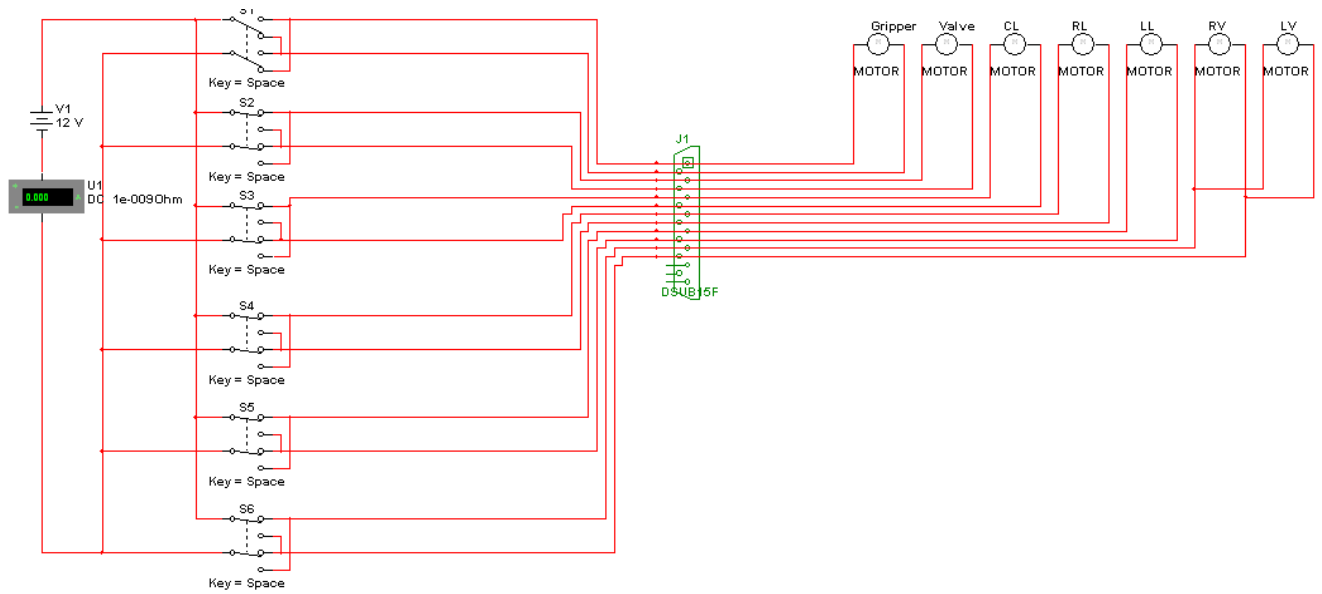 S1
Key = Space
V1
12 V
U1
0.000
A
DC 1e-009Ohm
S2
Key = Space
S3
Key = Space
S4
Key = Space
S5
Key = Space
S6
Key = Space
J1
DSUB15F
Gripper Valve CL RL LL RV LV
M M M M M M M
MOTOR MOTOR MOTOR MOTOR MOTOR MOTOR MOTOR